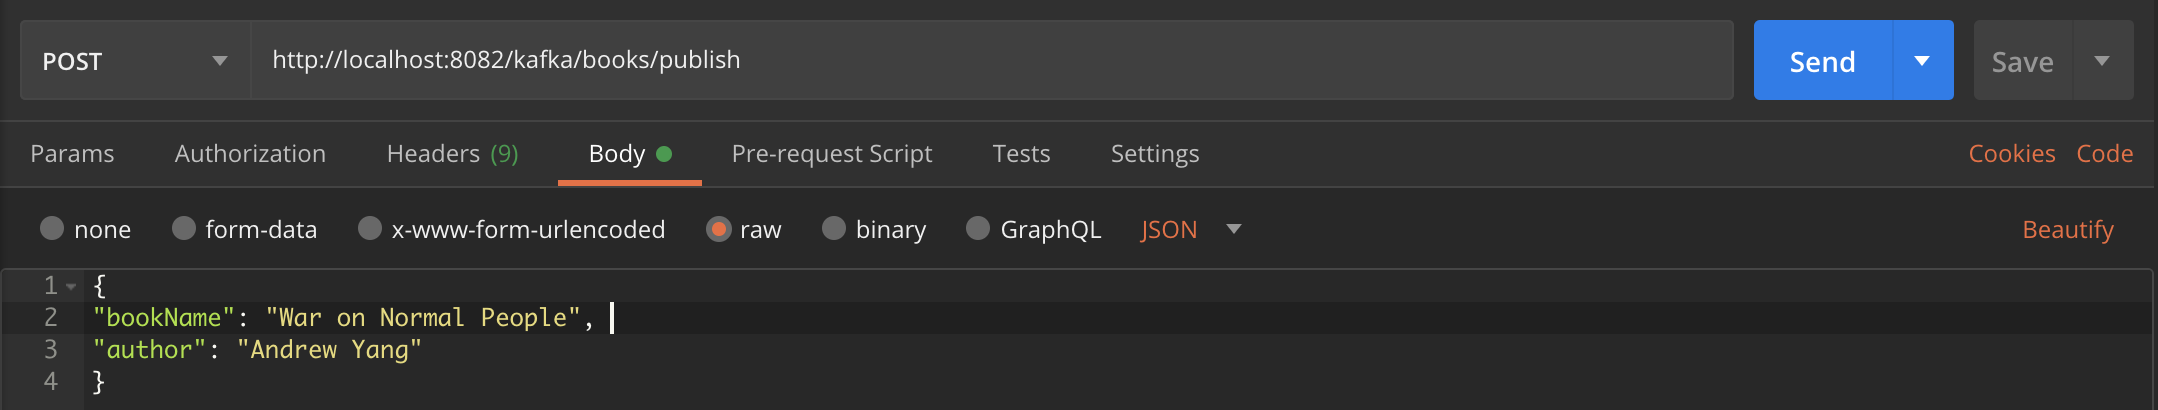 POST http://localhost:8082/kafka/books/publish Send Save
Params Authorization Headers (9) Body Pre-request Script Tests Settings Cookies Code
none form-data x-www-form-urlencoded raw binary GraphQL JSON Beautify
1 {
2 "bookName": "War on Normal People",
3 "author": "Andrew Yang"
4 }